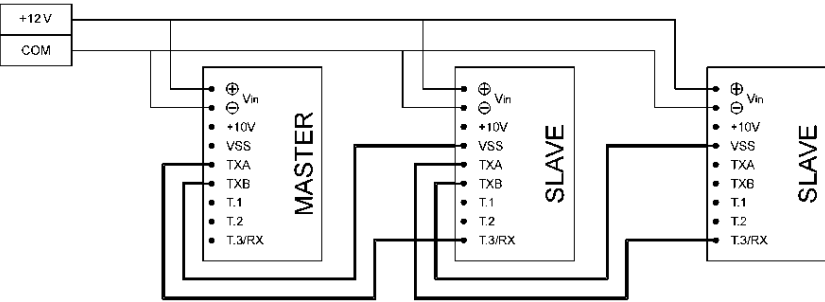 +12V
COM
⊕
Vin
⊖
+10V
VSS
TXA
TXB
T.1
T.2
T.3/RX
MASTER
⊕
Vin
⊖
+10V
VSS
TXA
TXB
T.1
T.2
T.3/RX
SLAVE
⊕
Vin
⊖
+10V
VSS
TXA
TXB
T.1
T.2
T.3/RX
SLAVE